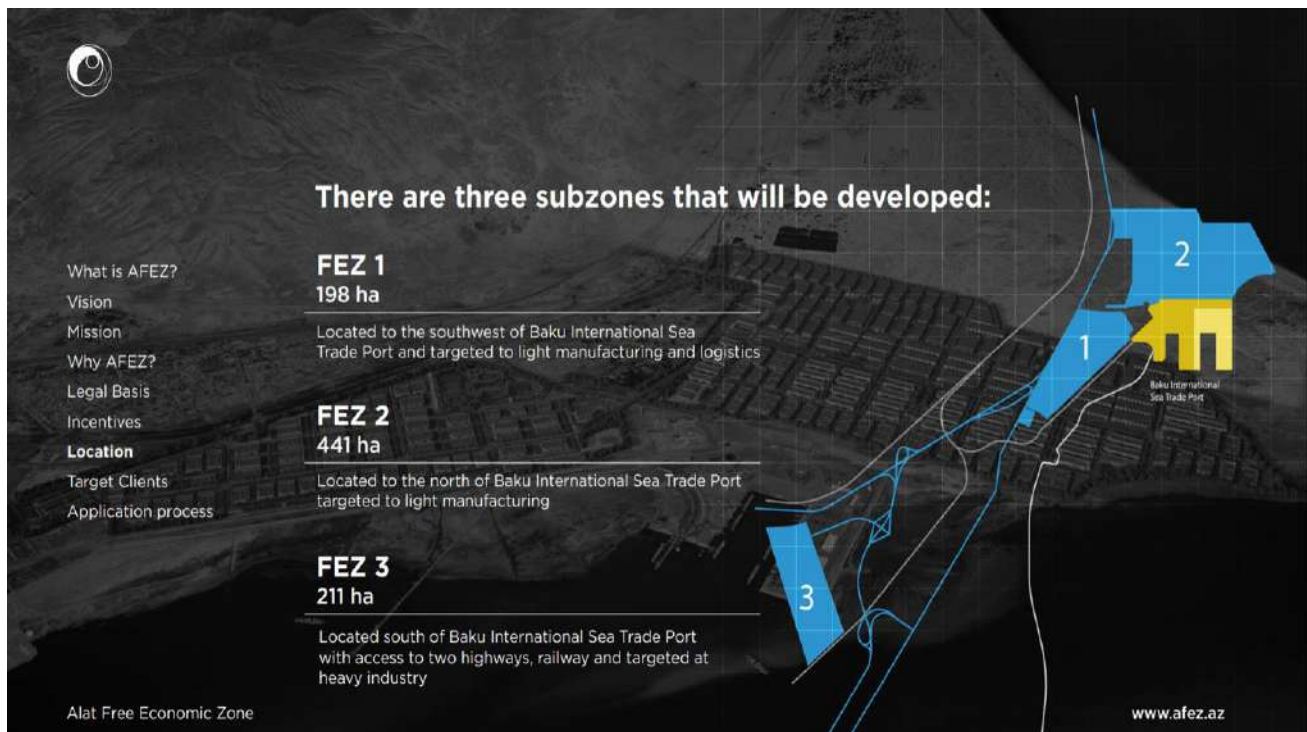 There are three subzones that will be developed:
What is AFEZ?
Vision
Mission
Why AFEZ?
Legal Basis
Incentives
Location
Target Clients
Application process
FEZ 1
198 ha
Located to the southwest of Baku International Sea
Trade Port and targeted to light manufacturing and logistics
FEZ 2
441 ha
Located to the north of Baku International Sea Trade Port
targeted to light manufacturing
FEZ 3
211 ha
Located south of Baku International Sea Trade Port
with access to two highways, railway and targeted at
heavy industry
2
1
Baku International
Sea Trade Port
3
Alat Free Economic Zone
www.afez.az